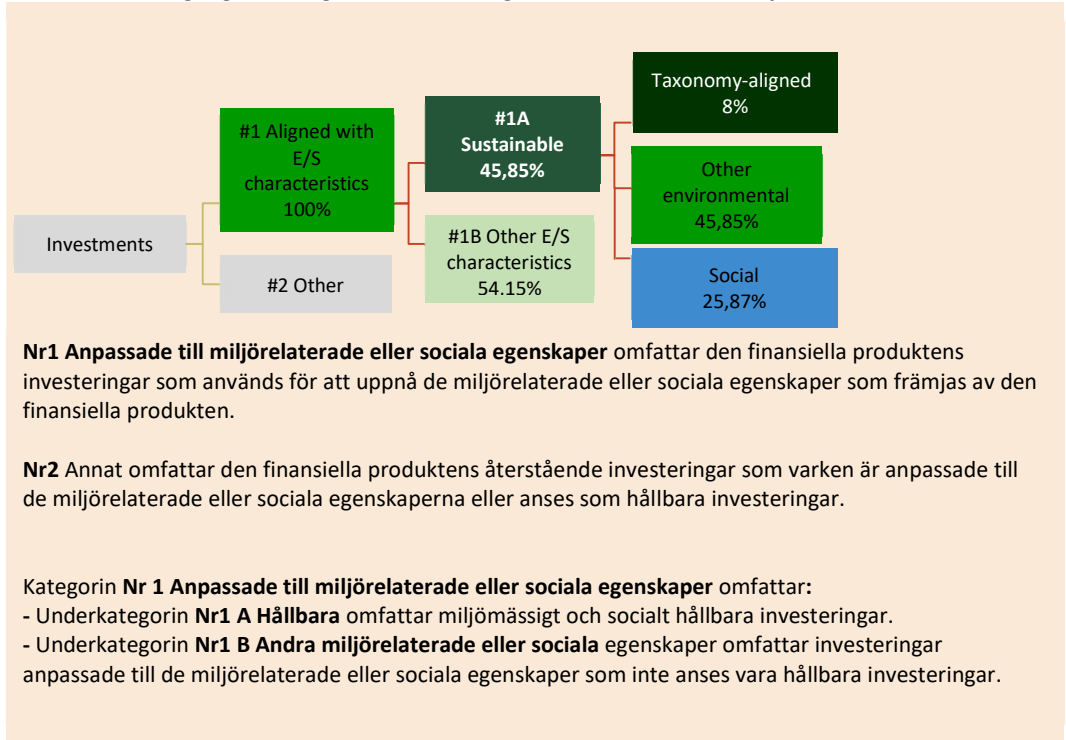 Taxonomy-aligned
8%
#1A
Sustainable
45,85%
#1 Aligned with
E/S
characteristics
100%
Other
environmental
45,85%
Investments
#1B Other E/S
characteristics
54.15%
#2 Other
Social
25,87%
Nr1 Anpassade till miljörelaterade eller sociala egenskaper omfattar den finansiella produktens
investeringar som används för att uppnå de miljörelaterade eller sociala egenskaper som främjas av den
finansiella produkten.
Nr2 Annat omfattar den finansiella produktens återstående investeringar som varken är anpassade till
de miljörelaterade eller sociala egenskaperna eller anses som hållbara investeringar.
Kategorin Nr 1 Anpassade till miljörelaterade eller sociala egenskaper omfattar:
- Underkategorin Nr1 A Hållbara omfattar miljömässigt och socialt hållbara investeringar.
- Underkategorin Nr1 B Andra miljörelaterade eller sociala egenskaper omfattar investeringar
anpassade till de miljörelaterade eller sociala egenskaper som inte anses vara hållbara investeringar.